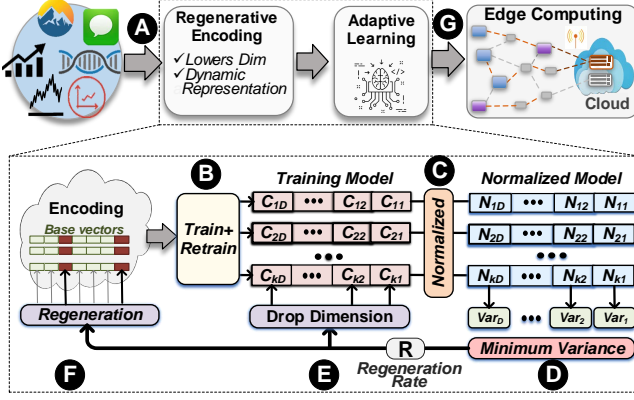 A
Regenerative
Encoding
✓Lowers Dim
✓Dynamic
Representation
Adaptive
Learning
G
Edge Computing
Cloud
B
C
Encoding
Base vectors
Regeneration
F
Train+
Retrain
Training Model
C1D ••• C12 C11
C2D ••• C22 C21
•••
CkD ••• Ck2 Ck1
Drop Dimension
E
Normalized
Normalized Model
N1D ••• N12 N11
N2D ••• N22 N21
•••
NkD ••• Nk2 Nk1
VarD ••• Var2 Var1
R
Regeneration
Rate
Minimum Variance
D